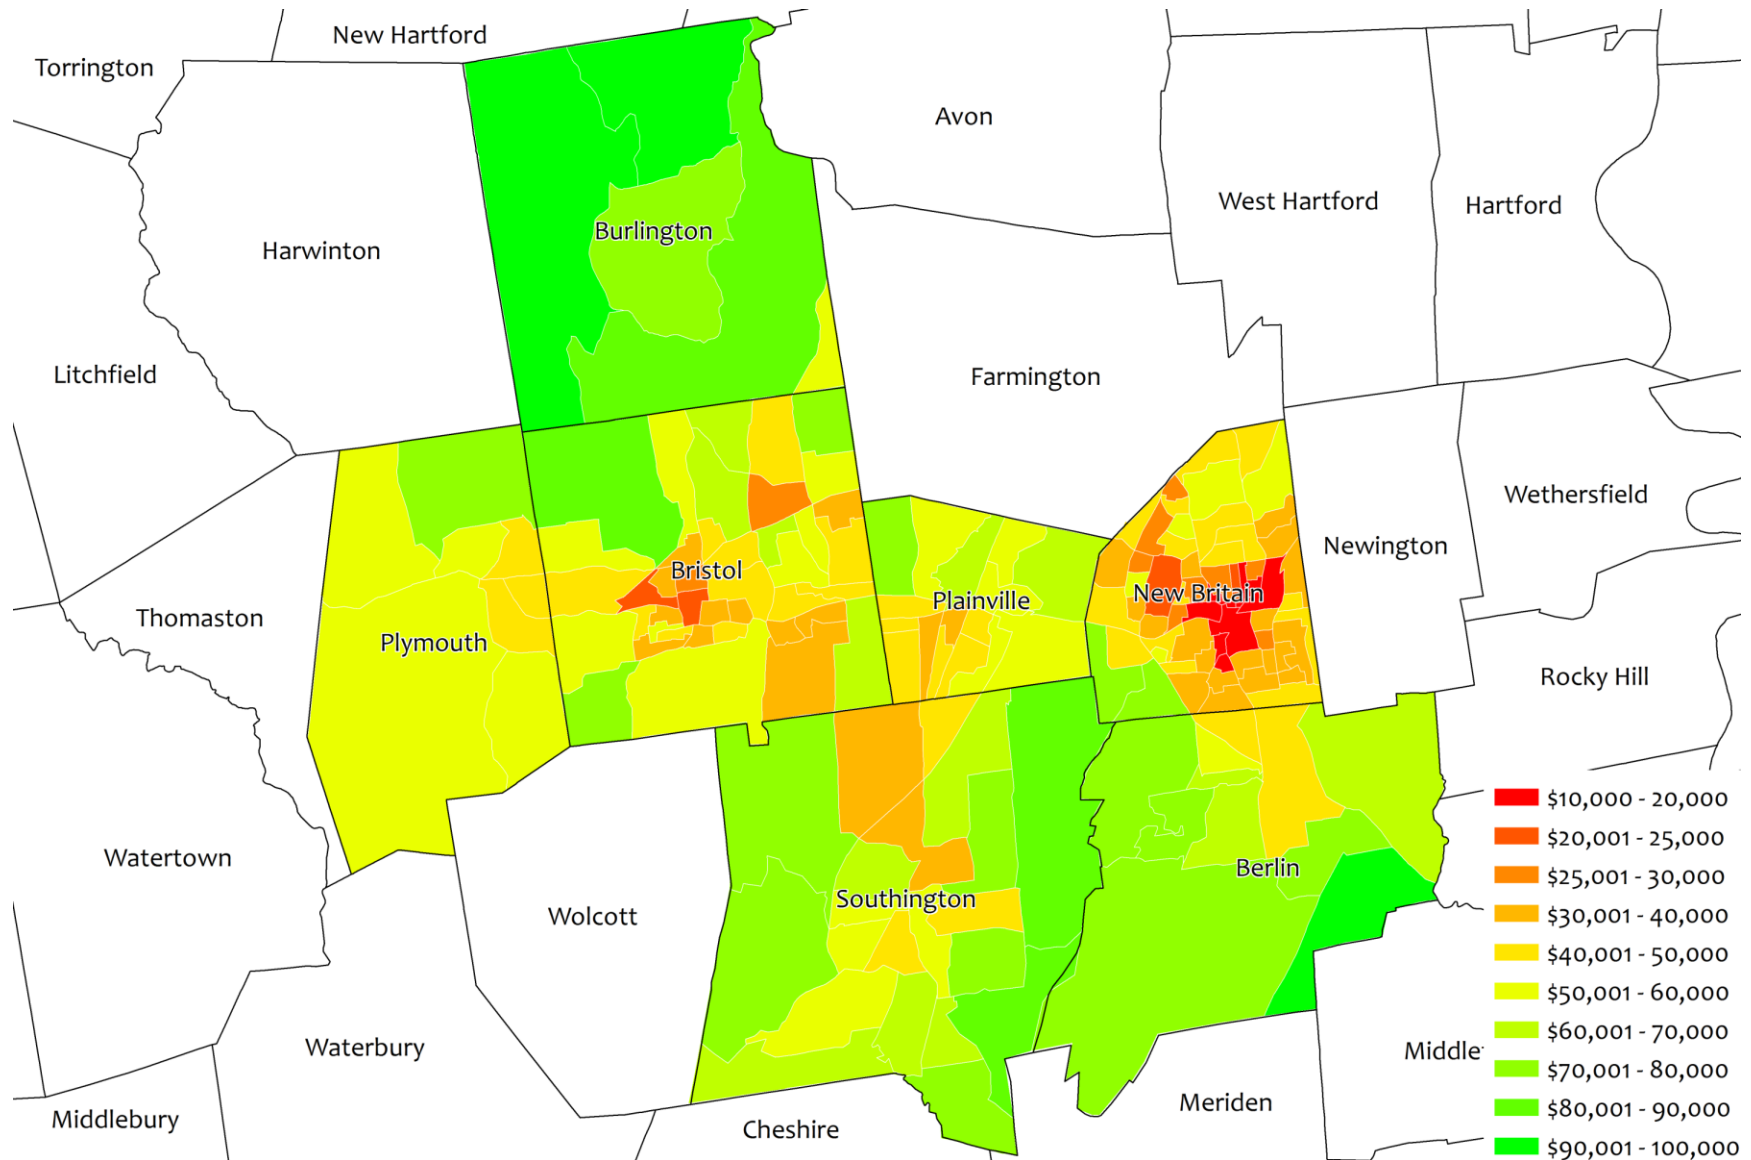 New Hartford
Torrington
Avon
West Hartford
Hartford
Burlington
Harwinton
Litchfield
Farmington
Wethersfield
Newington
Bristol
New Britain
Plainville
Thomaston
Plymouth
Rocky Hill
Watertown
Berlin
Southington
Wolcott
Waterbury
Middle
Meriden
Middlebury
Cheshire
$10,000 - 20,000
$20,001 - 25,000
$25,001 - 30,000
$30,001 - 40,000
$40,001 - 50,000
$50,001 - 60,000
$60,001 - 70,000
$70,001 - 80,000
$80,001 - 90,000
$90,001 - 100,000